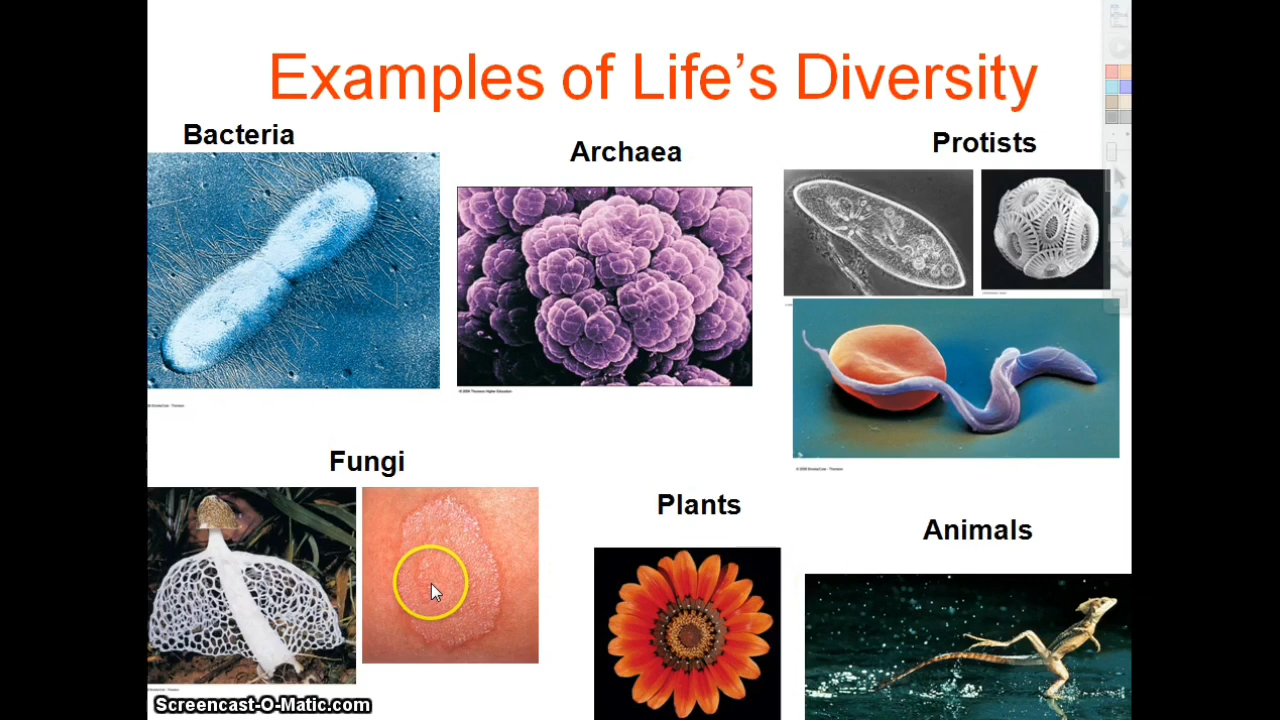 Examples of Life's Diversity
Bacteria
Archaea
Protists
Fungi
Plants
Animals
Screencast-O-Matic.com